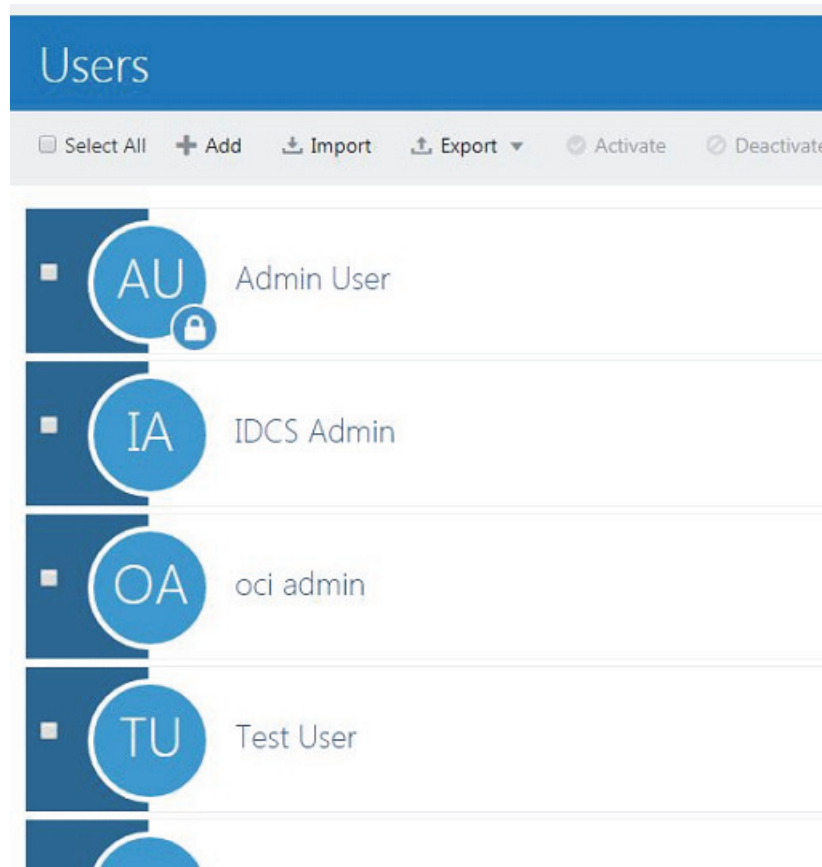 Users
Select All Add Import Export Activate Deactivate
AU Admin User
IA IDCS Admin
OA oci admin
TU Test User